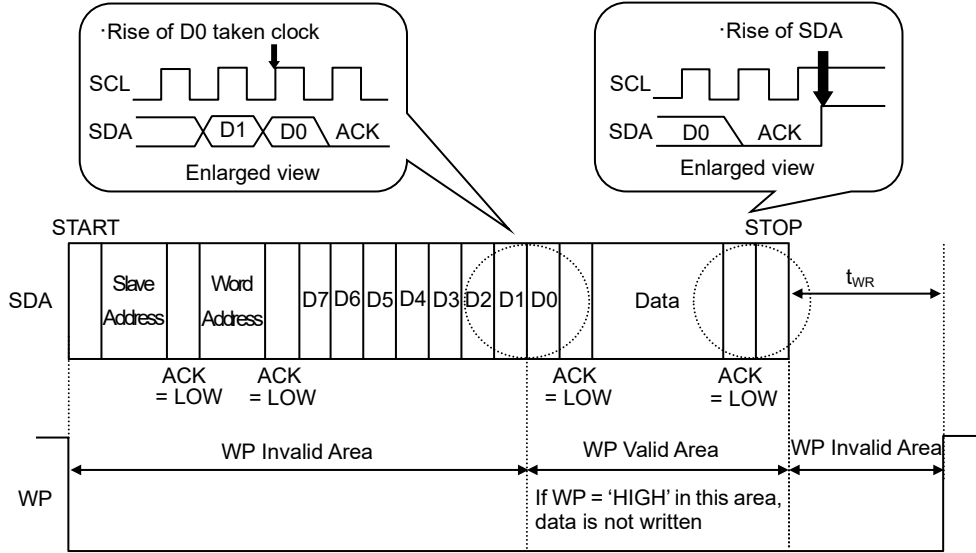 ·Rise of D0 taken clock
SCL
SDA D1 D0 ACK
Enlarged view
·Rise of SDA
SCL
SDA D0 ACK
Enlarged view
START
STOP
SDA
Slave
Address
Word
Address
D7 D6 D5 D4 D3 D2 D1 D0
Data
tWR
ACK
= LOW
ACK
= LOW
ACK
= LOW
ACK
= LOW
WP Invalid Area
WP Valid Area
WP Invalid Area
WP
If WP = ‘HIGH’ in this area,
data is not written